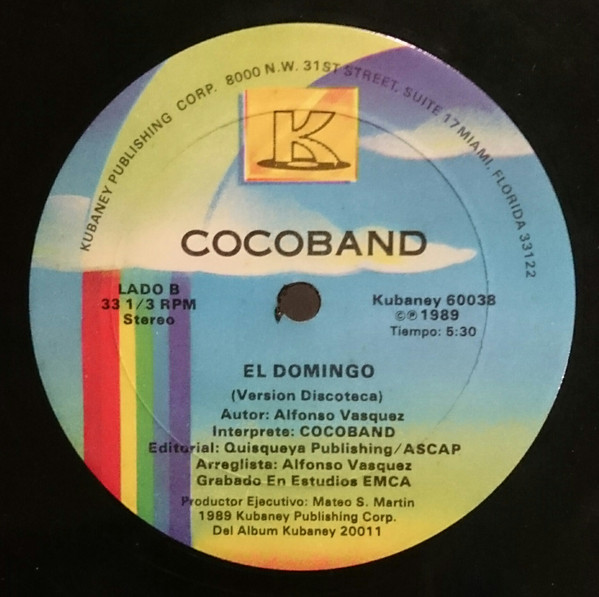 KUBANEY PUBLISHING CORP. 8000 N.W. 31ST STREET, SUITE 17 MIAMI, FLORIDA 33122
K
COCOBAND
LADO B
33 1/3 RPM
Stereo
Kubaney 60038
©℗1989
Tiempo: 5:30
EL DOMINGO
(Version Discoteca)
Autor: Alfonso Vasquez
Interprete: COCOBAND
Editorial: Quisqueya Publishing/ASCAP
Arreglista: Alfonso Vasquez
Grabado En Estudios EMCA
Productor Ejecutivo: Mateo S. Martin
1989 Kubaney Publishing Corp.
Del Album Kubaney 20011